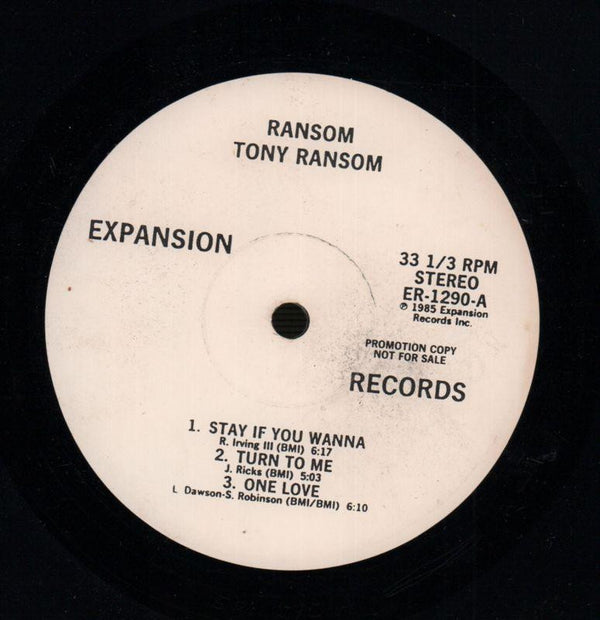 RANSOM
TONY RANSOM
EXPANSION
33 1/3 RPM
STEREO
ER-1290-A
℗ 1985 Expansion
Records Inc.
PROMOTION COPY
NOT FOR SALE
RECORDS
1. STAY IF YOU WANNA
R. Irving III (BMI) 6:17
2. TURN TO ME
J. Ricks (BMI) 5:03
3. ONE LOVE
L Dawson-S. Robinson (BMI/BMI) 6:10